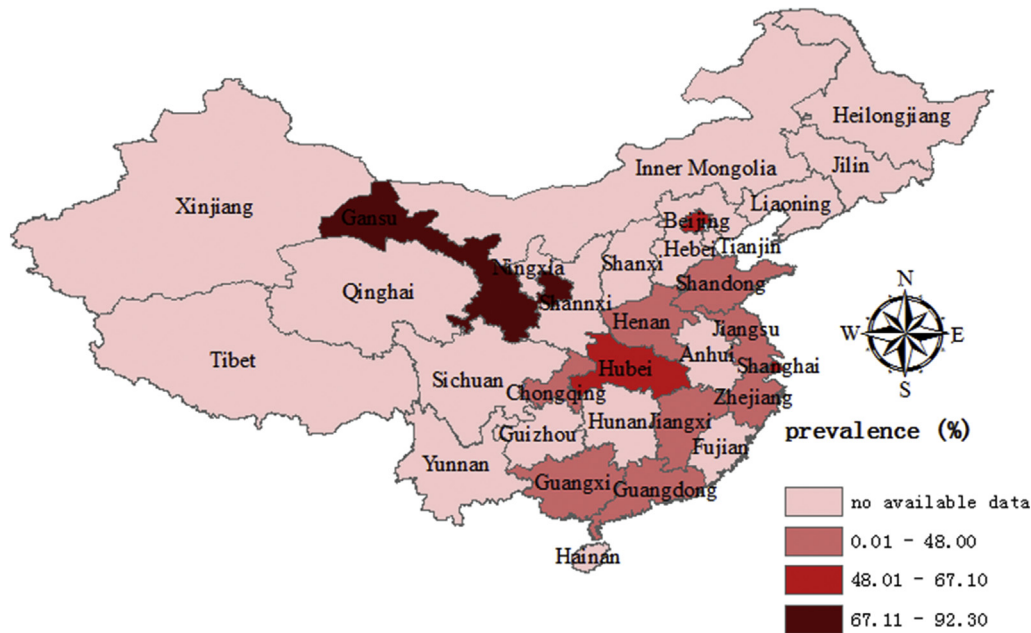 Heilongjiang
Jilin
Inner Mongolia
Liaoning
Xinjiang
Gansu
Beijing
Hebei
Tianjin
Ningxia
Shanxi
Shandong
Qinghai
Shannxi
Henan
Jiangsu
Tibet
Anhui
Shanghai
Sichuan
Hubei
Chongqing
Zhejiang
Hunan
Jiangxi
Guizhou
Fujian
Yunnan
Guangxi
Guangdong
Hainan
N
W
E
S
prevalence (%)
no available data
0.01 - 48.00
48.01 - 67.10
67.11 - 92.30